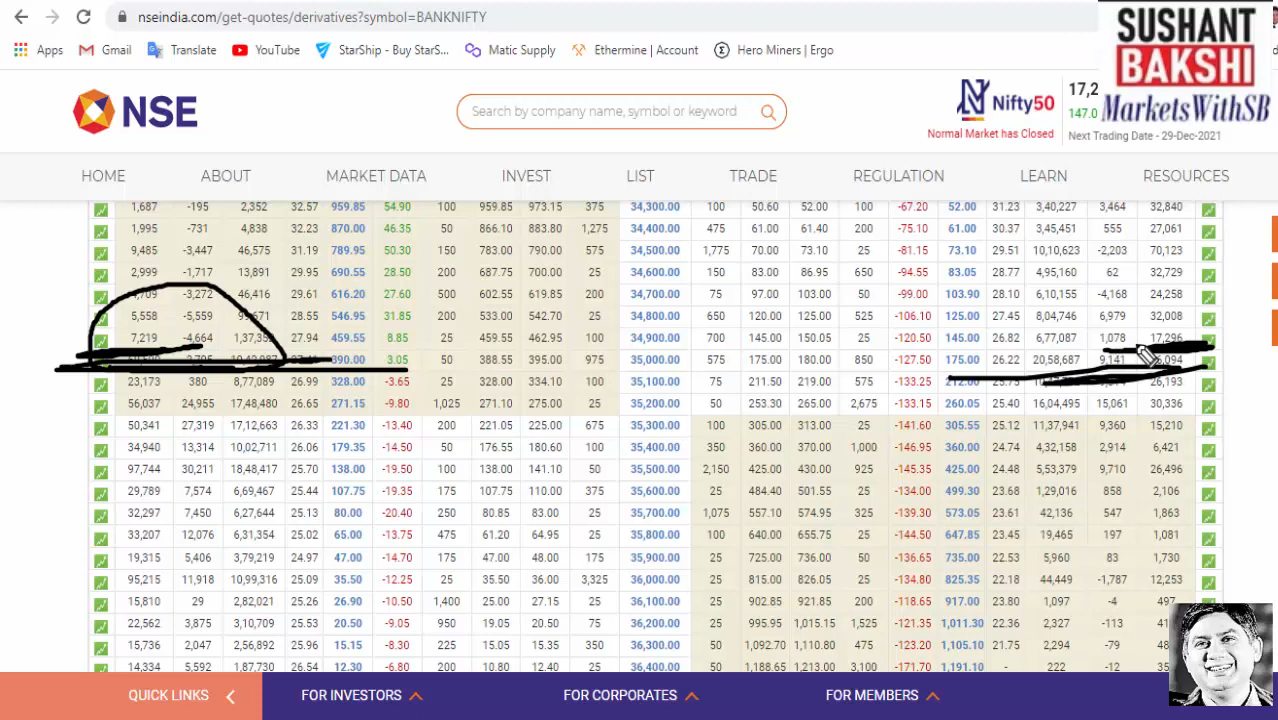 nseindia.com/get-quotes/derivatives?symbol=BANKNIFTY
Apps Gmail Translate YouTube StarShip - Buy StarS... Matic Supply Ethermine | Account Hero Miners | Ergo
SUSHANT
BAKSHI
MarketsWithSB
NSE
Search by company name, symbol or keyword
Nifty50 17,2
147.0
Normal Market has Closed Next Trading Date - 29-Dec-2021
HOME ABOUT MARKET DATA INVEST LIST TRADE REGULATION LEARN RESOURCES
1,687 -195 2,352 32.57 959.85 54.90 100 959.85 973.15 375 34,300.00 100 50.60 52.00 100 -67.20 52.00 31.23 3,40,227 3,464 32,840
1,995 -731 4,838 32.23 870.00 46.35 50 866.10 883.80 1,275 34,400.00 475 61.00 61.40 200 -75.10 61.00 30.37 3,45,451 555 27,061
9,485 -3,447 46,575 31.19 789.95 50.30 150 783.00 790.00 575 34,500.00 1,775 70.00 73.10 25 -81.15 73.10 29.51 10,10,623 -2,203 70,123
2,999 -1,717 13,891 29.95 690.55 28.50 200 687.75 700.00 25 34,600.00 150 83.00 86.95 650 -94.55 83.05 28.77 4,95,160 62 32,729
-3,272 46,416 29.61 616.20 27.60 500 602.55 619.85 200 34,700.00 75 97.00 103.00 50 -99.00 103.90 28.10 6,10,155 -4,168 24,258
5,558 -5,559 28.55 546.95 31.85 200 533.00 542.70 25 34,800.00 650 120.00 125.00 525 -106.10 125.00 27.45 8,04,746 6,979 32,008
7,219 -4,664 27.94 459.55 8.85 25 459.55 462.95 100 34,900.00 700 145.00 150.05 25 -120.50 145.00 26.82 6,77,087 1,078 17,296
390.00 3.05 25 388.85 395.00 975 35,000.00 575 175.00 180.00 850 -127.50 175.00 26.22 20,58,687 9,141
23,173 380 8,77,089 26.99 328.00 -3.65 25 328.00 334.10 100 35,100.00 75 211.50 219.00 575 -133.25 212.00 25.75 26,193
56,037 24,955 17,48,480 26.65 271.15 -9.80 1,025 271.10 275.00 25 35,200.00 50 253.30 265.00 2,675 -133.15 260.05 25.40 16,04,495 15,061 30,336
50,341 27,319 17,12,663 26.33 221.30 -13.40 200 221.05 225.00 675 35,300.00 100 305.00 313.00 25 -141.60 305.55 25.12 11,37,941 9,360 15,210
34,940 13,314 10,02,711 26.06 179.35 -14.50 50 176.55 180.60 100 35,400.00 350 360.00 370.00 1,000 -146.95 360.00 24.74 4,32,158 2,914 6,421
97,744 30,211 18,48,417 25.70 138.00 -19.50 100 138.00 141.10 50 35,500.00 2,150 425.00 430.00 925 -145.35 425.00 24.48 5,53,379 9,710 26,496
29,789 7,574 6,69,467 25.44 107.75 -19.35 175 107.75 110.00 375 35,600.00 25 484.40 501.55 25 -134.00 499.30 23.68 1,29,016 858 2,106
32,297 7,450 6,27,644 25.13 80.00 -20.40 250 80.85 83.00 25 35,700.00 1,075 557.10 574.95 325 -139.30 573.05 23.61 42,136 547 1,863
33,207 12,076 6,31,354 25.02 65.00 -13.75 475 61.20 64.95 25 35,800.00 100 640.00 655.75 25 -144.50 647.85 23.45 19,465 197 1,081
19,315 5,406 3,79,219 24.97 47.00 -14.70 175 47.00 48.00 175 35,900.00 25 725.00 736.00 50 -136.65 735.00 22.53 5,960 83 1,730
95,215 11,918 10,99,316 25.09 35.50 -12.25 25 35.50 36.00 3,325 36,000.00 25 815.00 826.05 25 -134.80 825.35 22.18 44,449 -1,787 12,253
15,810 29 2,82,021 25.26 26.90 -10.50 1,400 25.00 27.15 25 36,100.00 25 902.85 921.85 200 -118.65 917.00 23.80 1,097 -4 497
22,562 3,875 3,10,709 25.53 20.50 -9.05 950 19.95 20.50 75 36,200.00 25 995.95 1,015.15 1,525 -121.35 1,011.30 22.36 2,327 -113
15,736 2,047 2,56,892 25.96 15.15 -8.30 225 15.03 15.35 350 36,300.00 50 1,092.70 1,110.80 475 -123.20 1,105.10 21.75 2,294 -79
14,334 5,592 1,87,730 26.54 12.30 -6.80 200 10.80 12.40 25 36,400.00 50 1,188.65 1,213.00 3,100 -171.70 1,191.10 - 222 -12
QUICK LINKS FOR INVESTORS FOR CORPORATES FOR MEMBERS